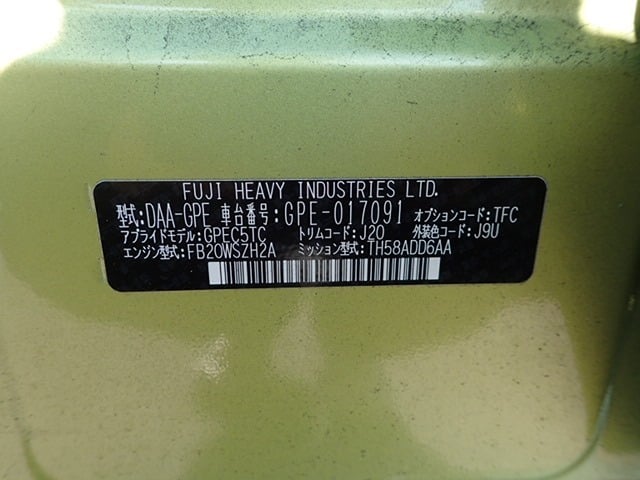 FUJI HEAVY INDUSTRIES LTD.
型式:DAA-GPE 車台番号:GPE-017091 オプションコード:TFC
アプライドモデル:GPEC5TC トリムコード:J20 外装色コード:J9U
エンジン型式:FB20WSZH2A ミッション型式:TH58ADD6AA